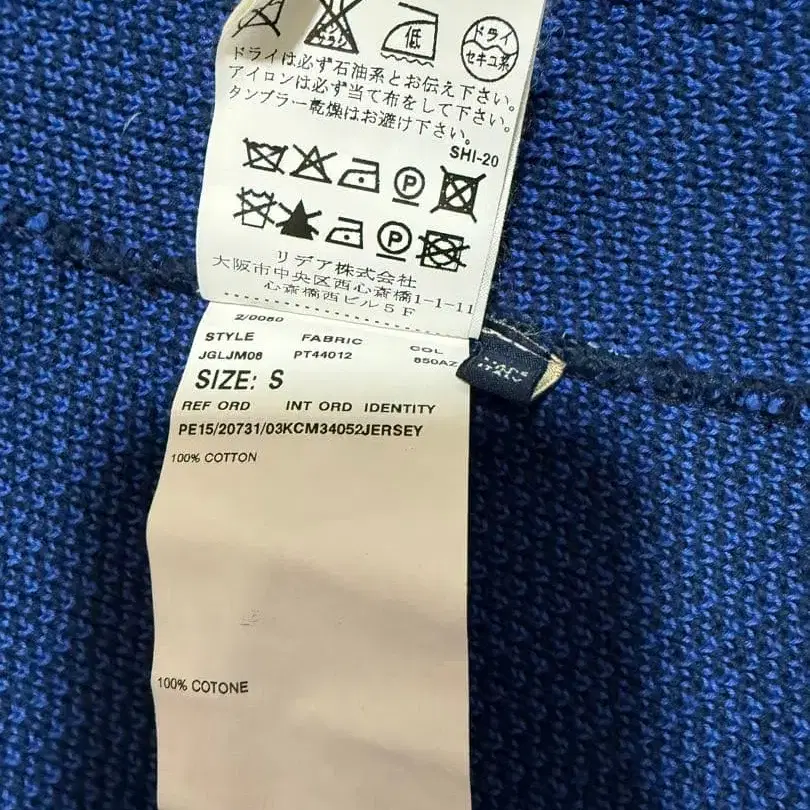 低
ドライ
セキユ系
ドライは必ず石油系とお伝え下さい。
アイロンは必ず当て布をして下さい。
タンブラー乾燥はお避け下さい。
SHI-20
P
P
リデア株式会社
大阪市中央区西心斎橋1-1-11
心斎橋西ビル5F
2/0080
STYLE FABRIC COL
JGLJM08 PT44012 850AZ
SIZE: S
REF ORD INT ORD IDENTITY
PE15/20731/03KCM34052JERSEY
100% COTTON
100% COTONE